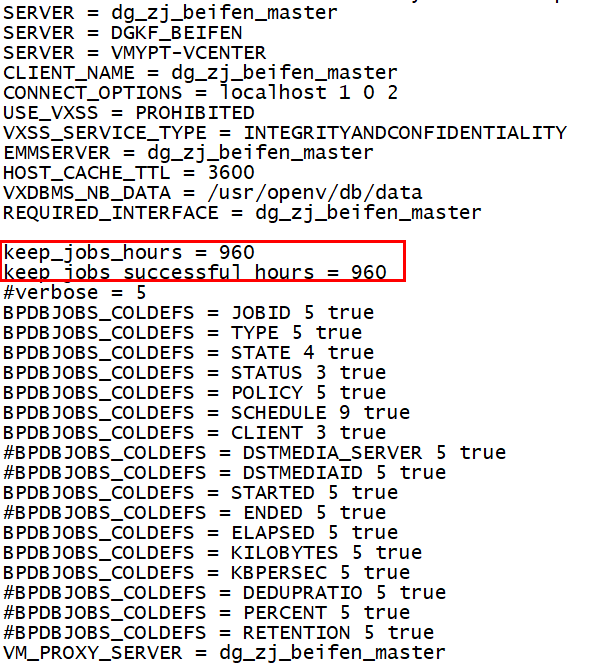 SERVER = dg_zj_beifen_master
SERVER = DGKF_BEIFEN
SERVER = VMYPT-VCENTER
CLIENT_NAME = dg_zj_beifen_master
CONNECT_OPTIONS = localhost 1 0 2
USE_VXSS = PROHIBITED
VXSS_SERVICE_TYPE = INTEGRITYANDCONFIDENTIALITY
EMMSERVER = dg_zj_beifen_master
HOST_CACHE_TTL = 3600
VXDBMS_NB_DATA = /usr/openv/db/data
REQUIRED_INTERFACE = dg_zj_beifen_master
keep_jobs_hours = 960
keep_jobs_successful_hours = 960
#verbose = 5
BPDBJOBS_COLDEFS = JOBID 5 true
BPDBJOBS_COLDEFS = TYPE 5 true
BPDBJOBS_COLDEFS = STATE 4 true
BPDBJOBS_COLDEFS = STATUS 3 true
BPDBJOBS_COLDEFS = POLICY 5 true
BPDBJOBS_COLDEFS = SCHEDULE 9 true
BPDBJOBS_COLDEFS = CLIENT 3 true
#BPDBJOBS_COLDEFS = DSTMEDIA_SERVER 5 true
#BPDBJOBS_COLDEFS = DSTMEDIAID 5 true
BPDBJOBS_COLDEFS = STARTED 5 true
#BPDBJOBS_COLDEFS = ENDED 5 true
BPDBJOBS_COLDEFS = ELAPSED 5 true
BPDBJOBS_COLDEFS = KILOBYTES 5 true
BPDBJOBS_COLDEFS = KBPERSEC 5 true
#BPDBJOBS_COLDEFS = DEDUPRATIO 5 true
#BPDBJOBS_COLDEFS = PERCENT 5 true
#BPDBJOBS_COLDEFS = RETENTION 5 true
VM_PROXY_SERVER = dg_zj_beifen_master